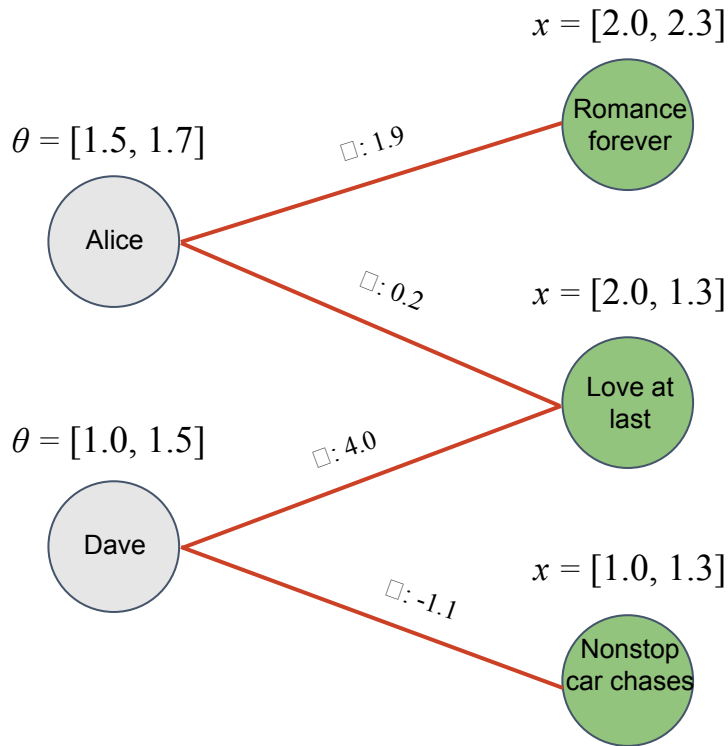 x = [2.0, 2.3]
Romance
forever
θ = [1.5, 1.7]
□: 1.9
Alice
□: 0.2
x = [2.0, 1.3]
Love at
last
θ = [1.0, 1.5]
□: 4.0
Dave
x = [1.0, 1.3]
□: -1.1
Nonstop
car chases